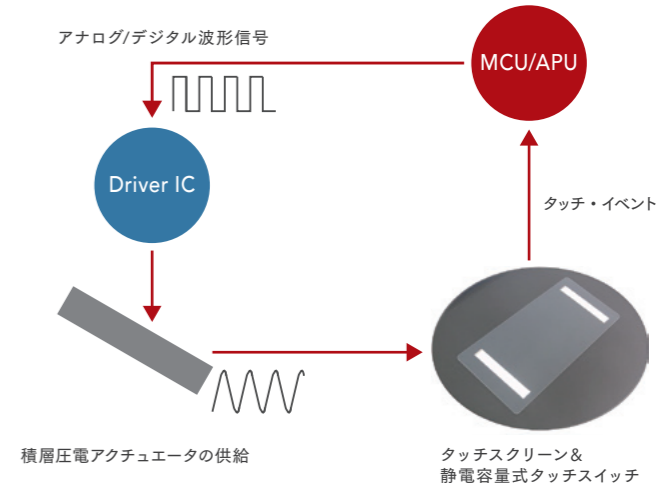 アナログ/デジタル波形信号
MCU/APU
Driver IC
タッチ・イベント
積層圧電アクチュエータの供給
タッチスクリーン&
静電容量式タッチスイッチ